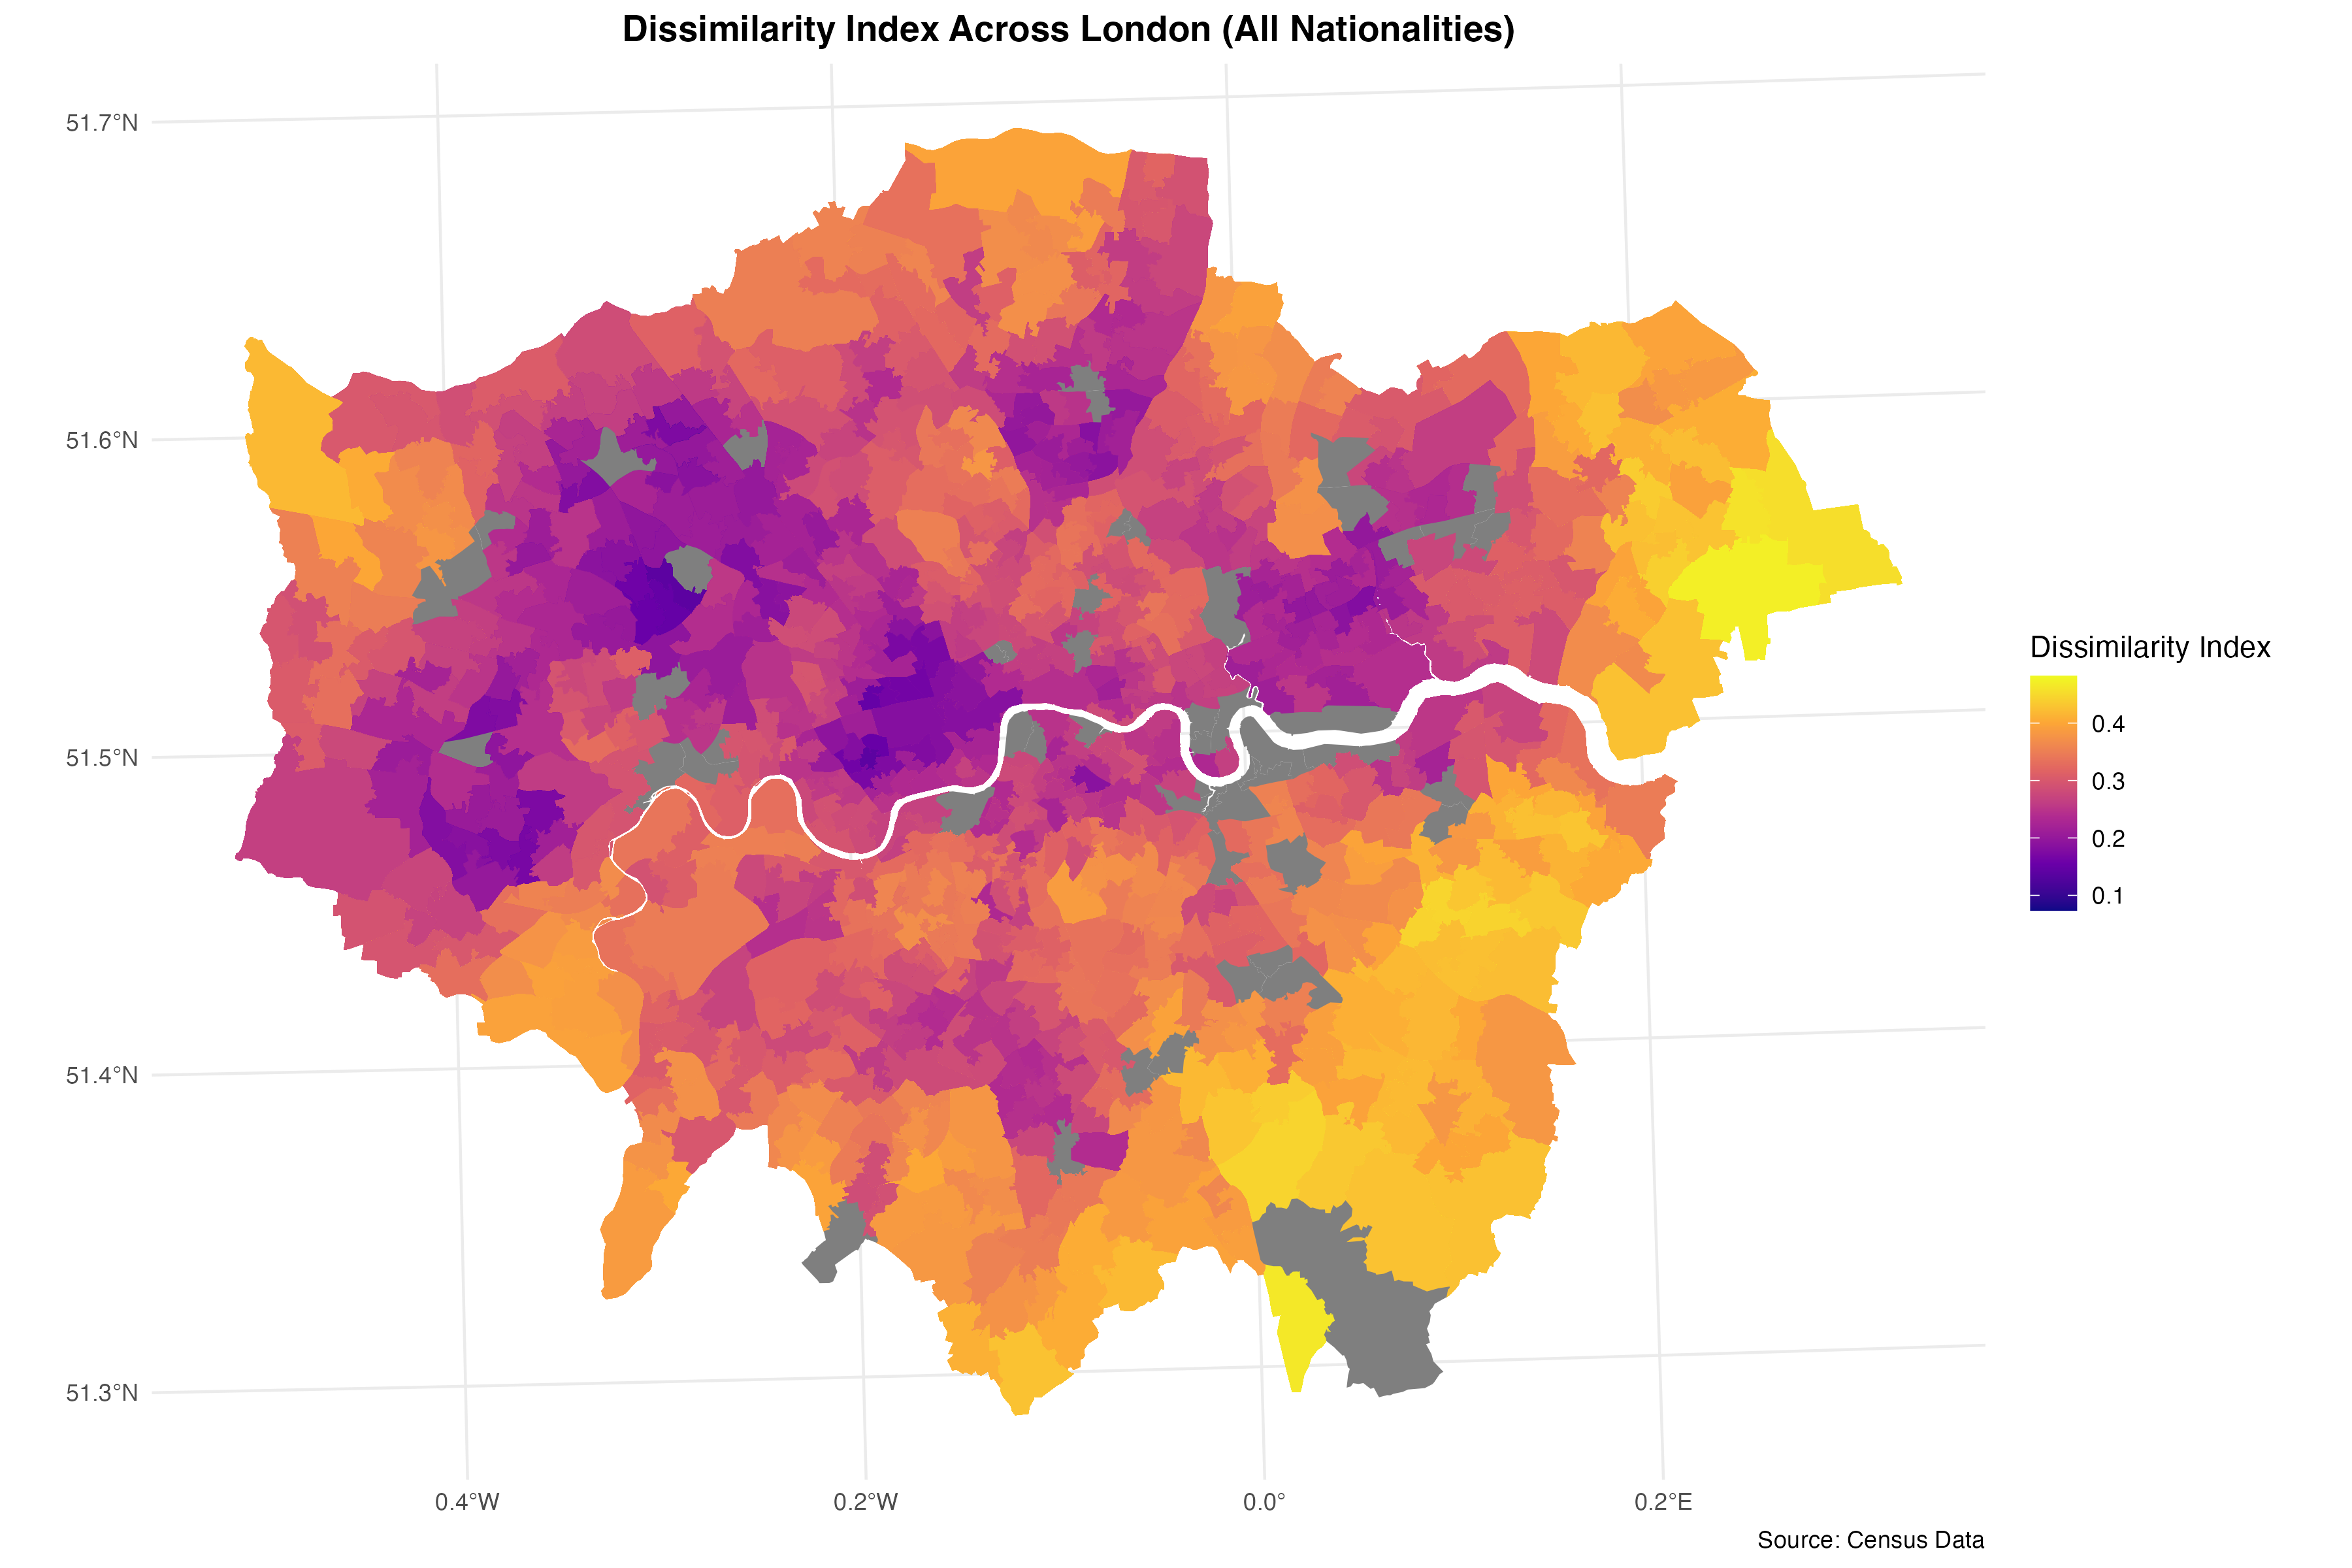 Dissimilarity Index Across London (All Nationalities)
51.7°N
51.6°N
51.5°N
51.4°N
51.3°N
0.4°W
0.2°W
0.0°
0.2°E
Dissimilarity Index
0.4
0.3
0.2
0.1
Source: Census Data